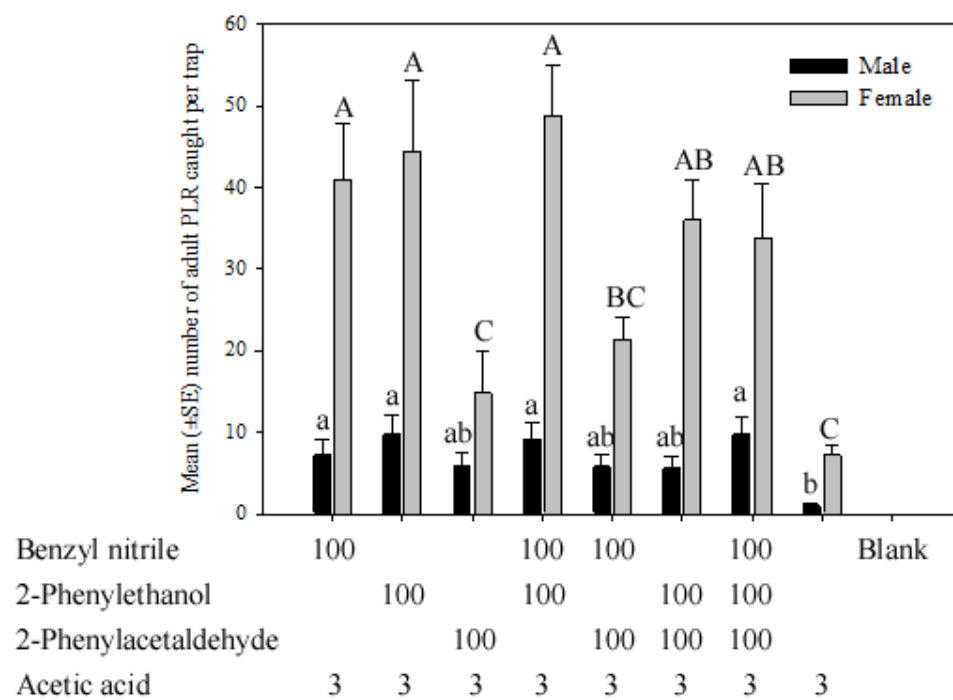 60
50
40
30
20
10
0
Mean (±SE) number of adult PLR caught per trap
Male
Female
A A A
AB AB
BC
C
C
a a ab a ab ab a b
Benzyl nitrile 100 100 100 100 Blank
2-Phenylethanol 100 100 100 100
2-Phenylacetaldehyde 100 100 100 100
Acetic acid 3 3 3 3 3 3 3 3